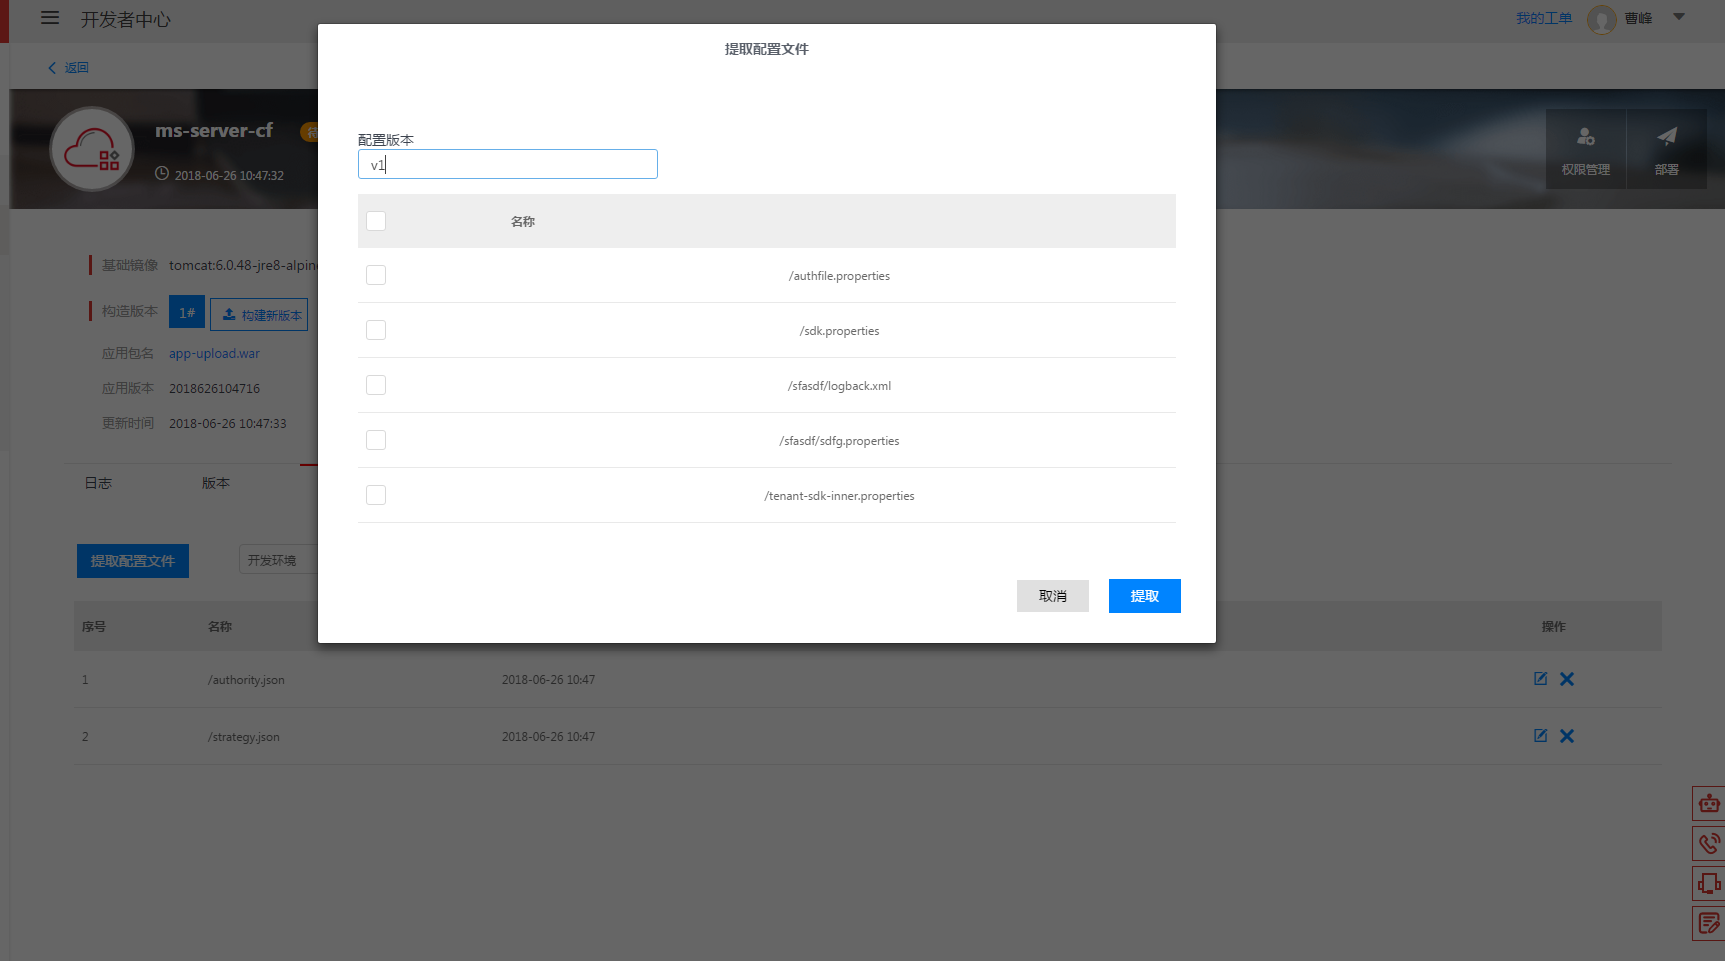 开发者中心
我的工单
曹峰
返回
提取配置文件
ms-server-cf
待
2018-06-26 10:47:32
权限管理
部署
配置版本
v1
名称
/authfile.properties
/sdk.properties
/sfasdf/logback.xml
/sfasdf/sdfg.properties
/tenant-sdk-inner.properties
取消
提取
基础镜像 tomcat:6.0.48-jre8-alpin
构造版本 1# 构建新版本
应用包名 app-upload.war
应用版本 2018626104716
更新时间 2018-06-26 10:47:33
日志 版本
提取配置文件 开发环境
序号 名称 操作
1 /authority.json 2018-06-26 10:47
2 /strategy.json 2018-06-26 10:47